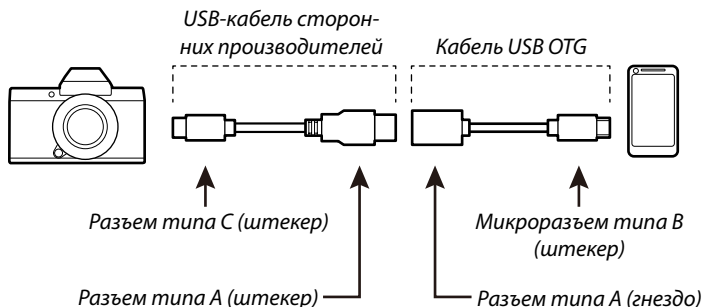 USB-кабель сторон-
них производителей
Кабель USB OTG
Разъем типа C (штекер)
Микроразъем типа B
(штекер)
Разъем типа A (штекер)
Разъем типа A (гнездо)